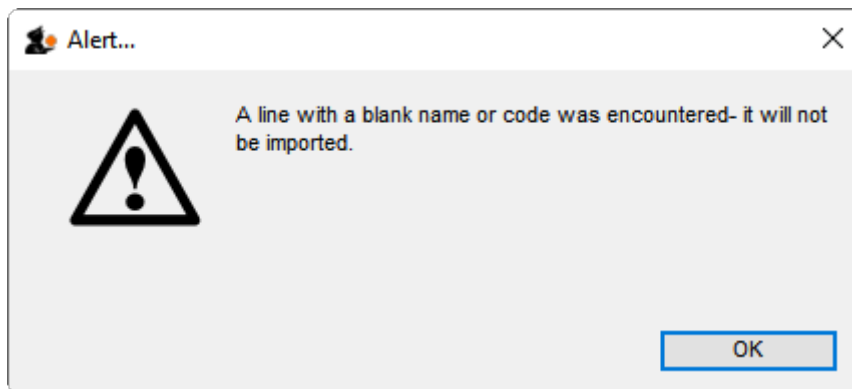 Alert...
A line with a blank name or code was encountered- it will not
be imported.
OK